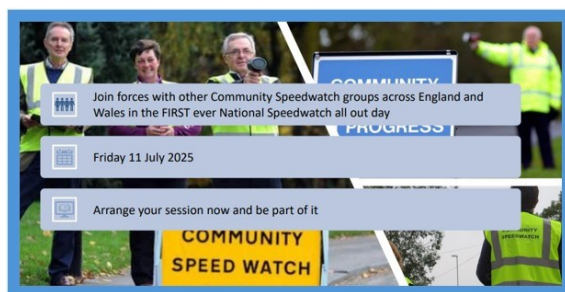 COMMUNITY
Join forces with other Community Speedwatch groups across England and
Wales in the FIRST ever National Speedwatch all out day
PROGRESS
Friday 11 July 2025
Arrange your session now and be part of it
COMMUNITY
SPEED WATCH
COMMUNITY
SPEEDWATCH